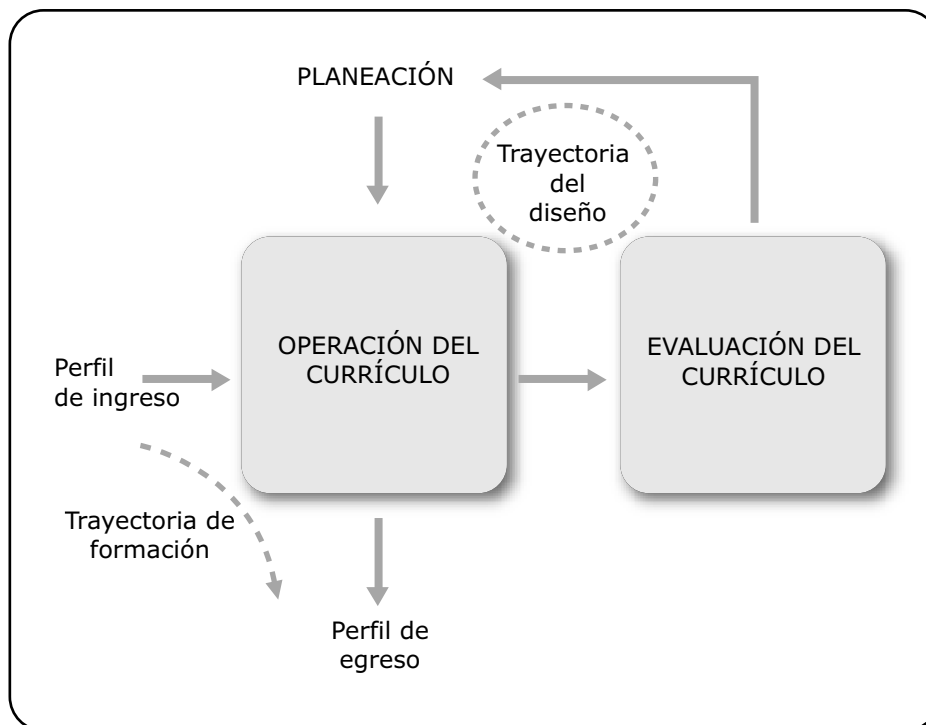 PLANEACIÓN
Trayectoria
del
diseño
OPERACIÓN DEL
CURRÍCULO
EVALUACIÓN DEL
CURRÍCULO
Perfil
de ingreso
Trayectoria de
formación
Perfil de
egreso